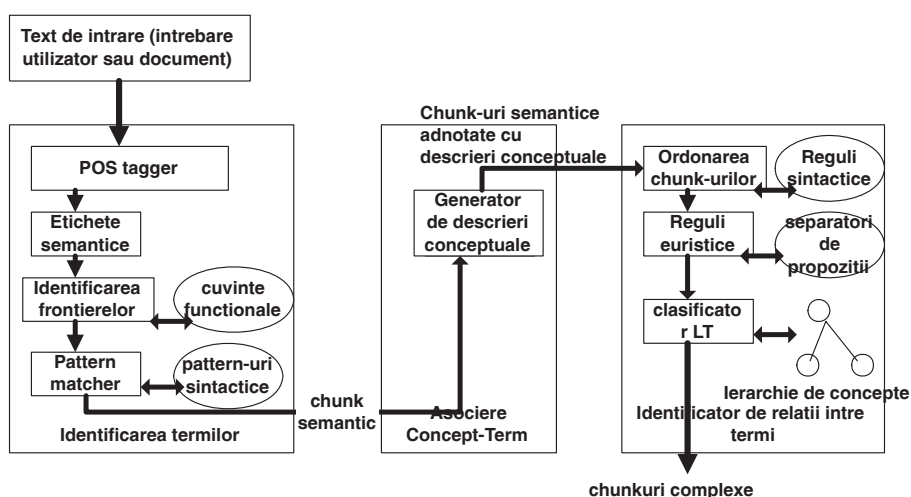 Text de intrare (intrebare
utilizator sau document)
POS tagger
Etichete
semantice
Identificarea
frontierelor
cuvinte
functionale
Pattern
matcher
pattern-uri
sintactice
Identificarea termilor
chunk
semantic
Chunk-uri semantice
adnotate cu
descrieri conceptuale
Generator
de descrieri
conceptuale
Asociere
Concept-Term
Ordonarea
chunk-urilor
Reguli
sintactice
Reguli
euristice
separatori
de
propozitii
clasificato
r LT
Ierarchie de concepte
Identificator de relatii intre
termi
chunkuri complexe